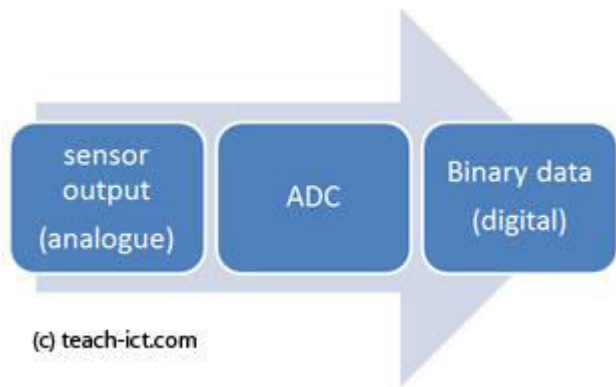 sensor
output
(analogue)
ADC
Binary data
(digital)
(c) teach-ict.com